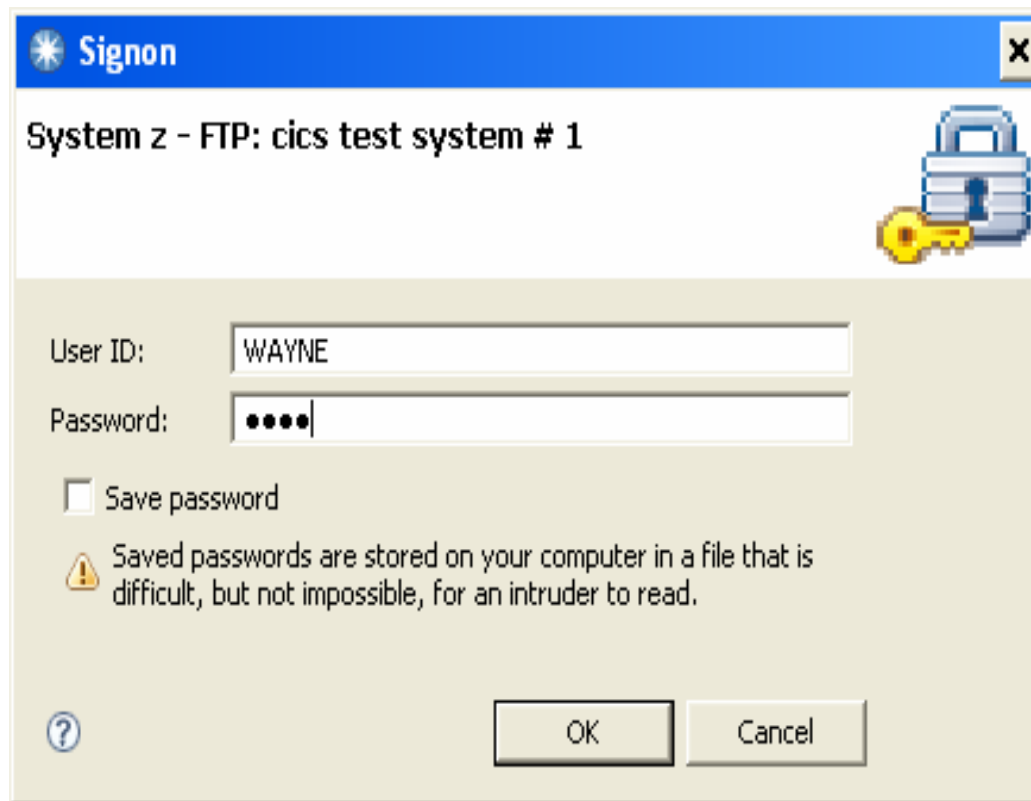 Signon
System z - FTP: cics test system # 1
User ID: WAYNE
Password: ●●●●
Save password
Saved passwords are stored on your computer in a file that is
difficult, but not impossible, for an intruder to read.
? OK Cancel